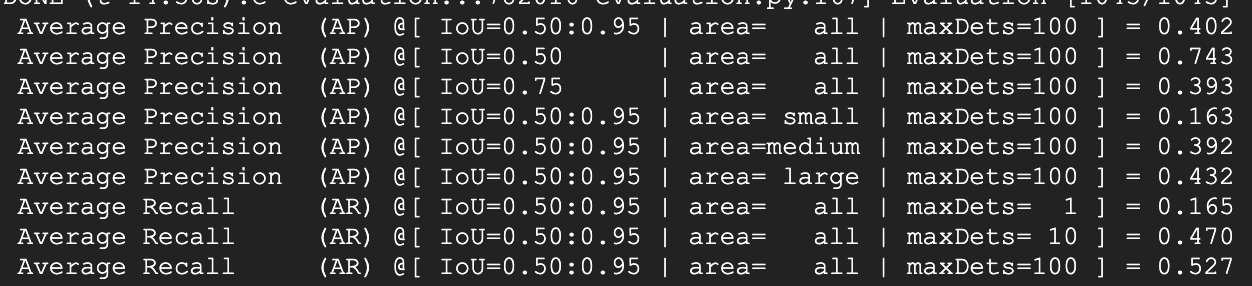 Average Precision  (AP) @[ IoU=0.50:0.95 | area=   all | maxDets=100 ] = 0.402
Average Precision  (AP) @[ IoU=0.50      | area=   all | maxDets=100 ] = 0.743
Average Precision  (AP) @[ IoU=0.75      | area=   all | maxDets=100 ] = 0.393
Average Precision  (AP) @[ IoU=0.50:0.95 | area= small | maxDets=100 ] = 0.163
Average Precision  (AP) @[ IoU=0.50:0.95 | area=medium | maxDets=100 ] = 0.392
Average Precision  (AP) @[ IoU=0.50:0.95 | area= large | maxDets=100 ] = 0.432
Average Recall     (AR) @[ IoU=0.50:0.95 | area=   all | maxDets=  1 ] = 0.165
Average Recall     (AR) @[ IoU=0.50:0.95 | area=   all | maxDets= 10 ] = 0.470
Average Recall     (AR) @[ IoU=0.50:0.95 | area=   all | maxDets=100 ] = 0.527